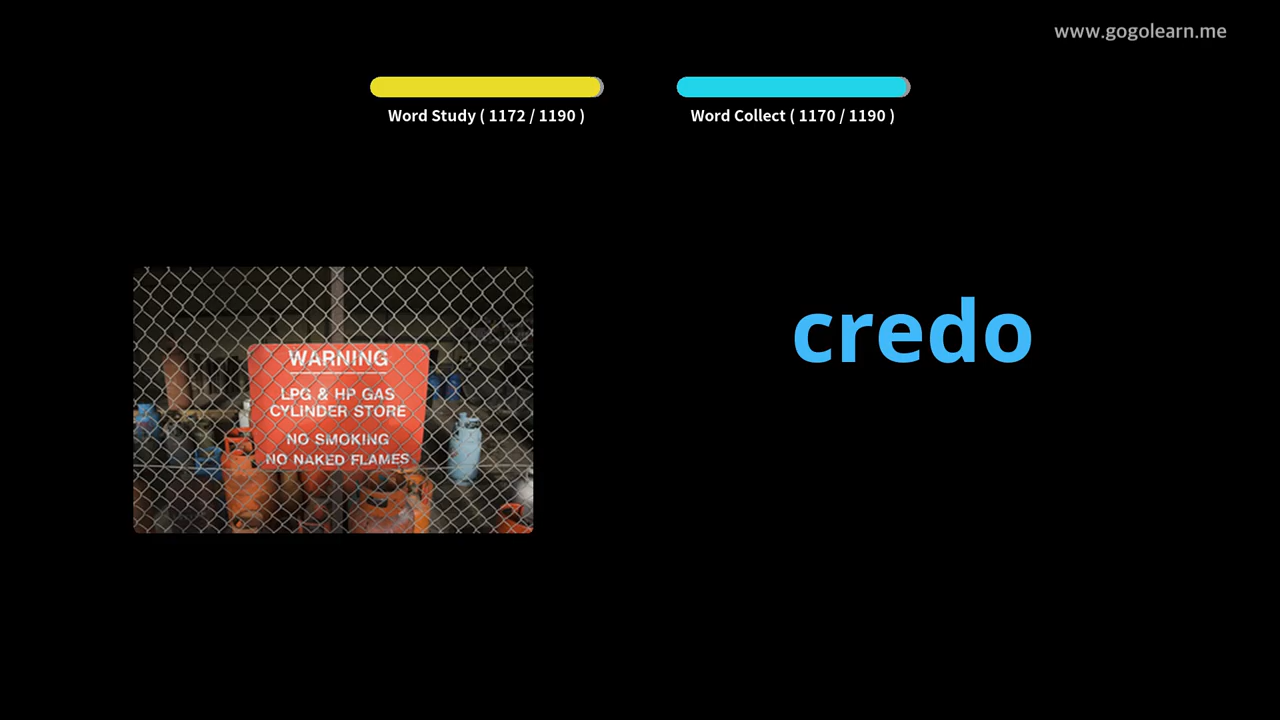 www.gogolearn.me
Word Study ( 1172 / 1190 )
Word Collect ( 1170 / 1190 )
WARNING
LPG & HP GAS
CYLINDER STORE
NO SMOKING
NO NAKED FLAMES
credo